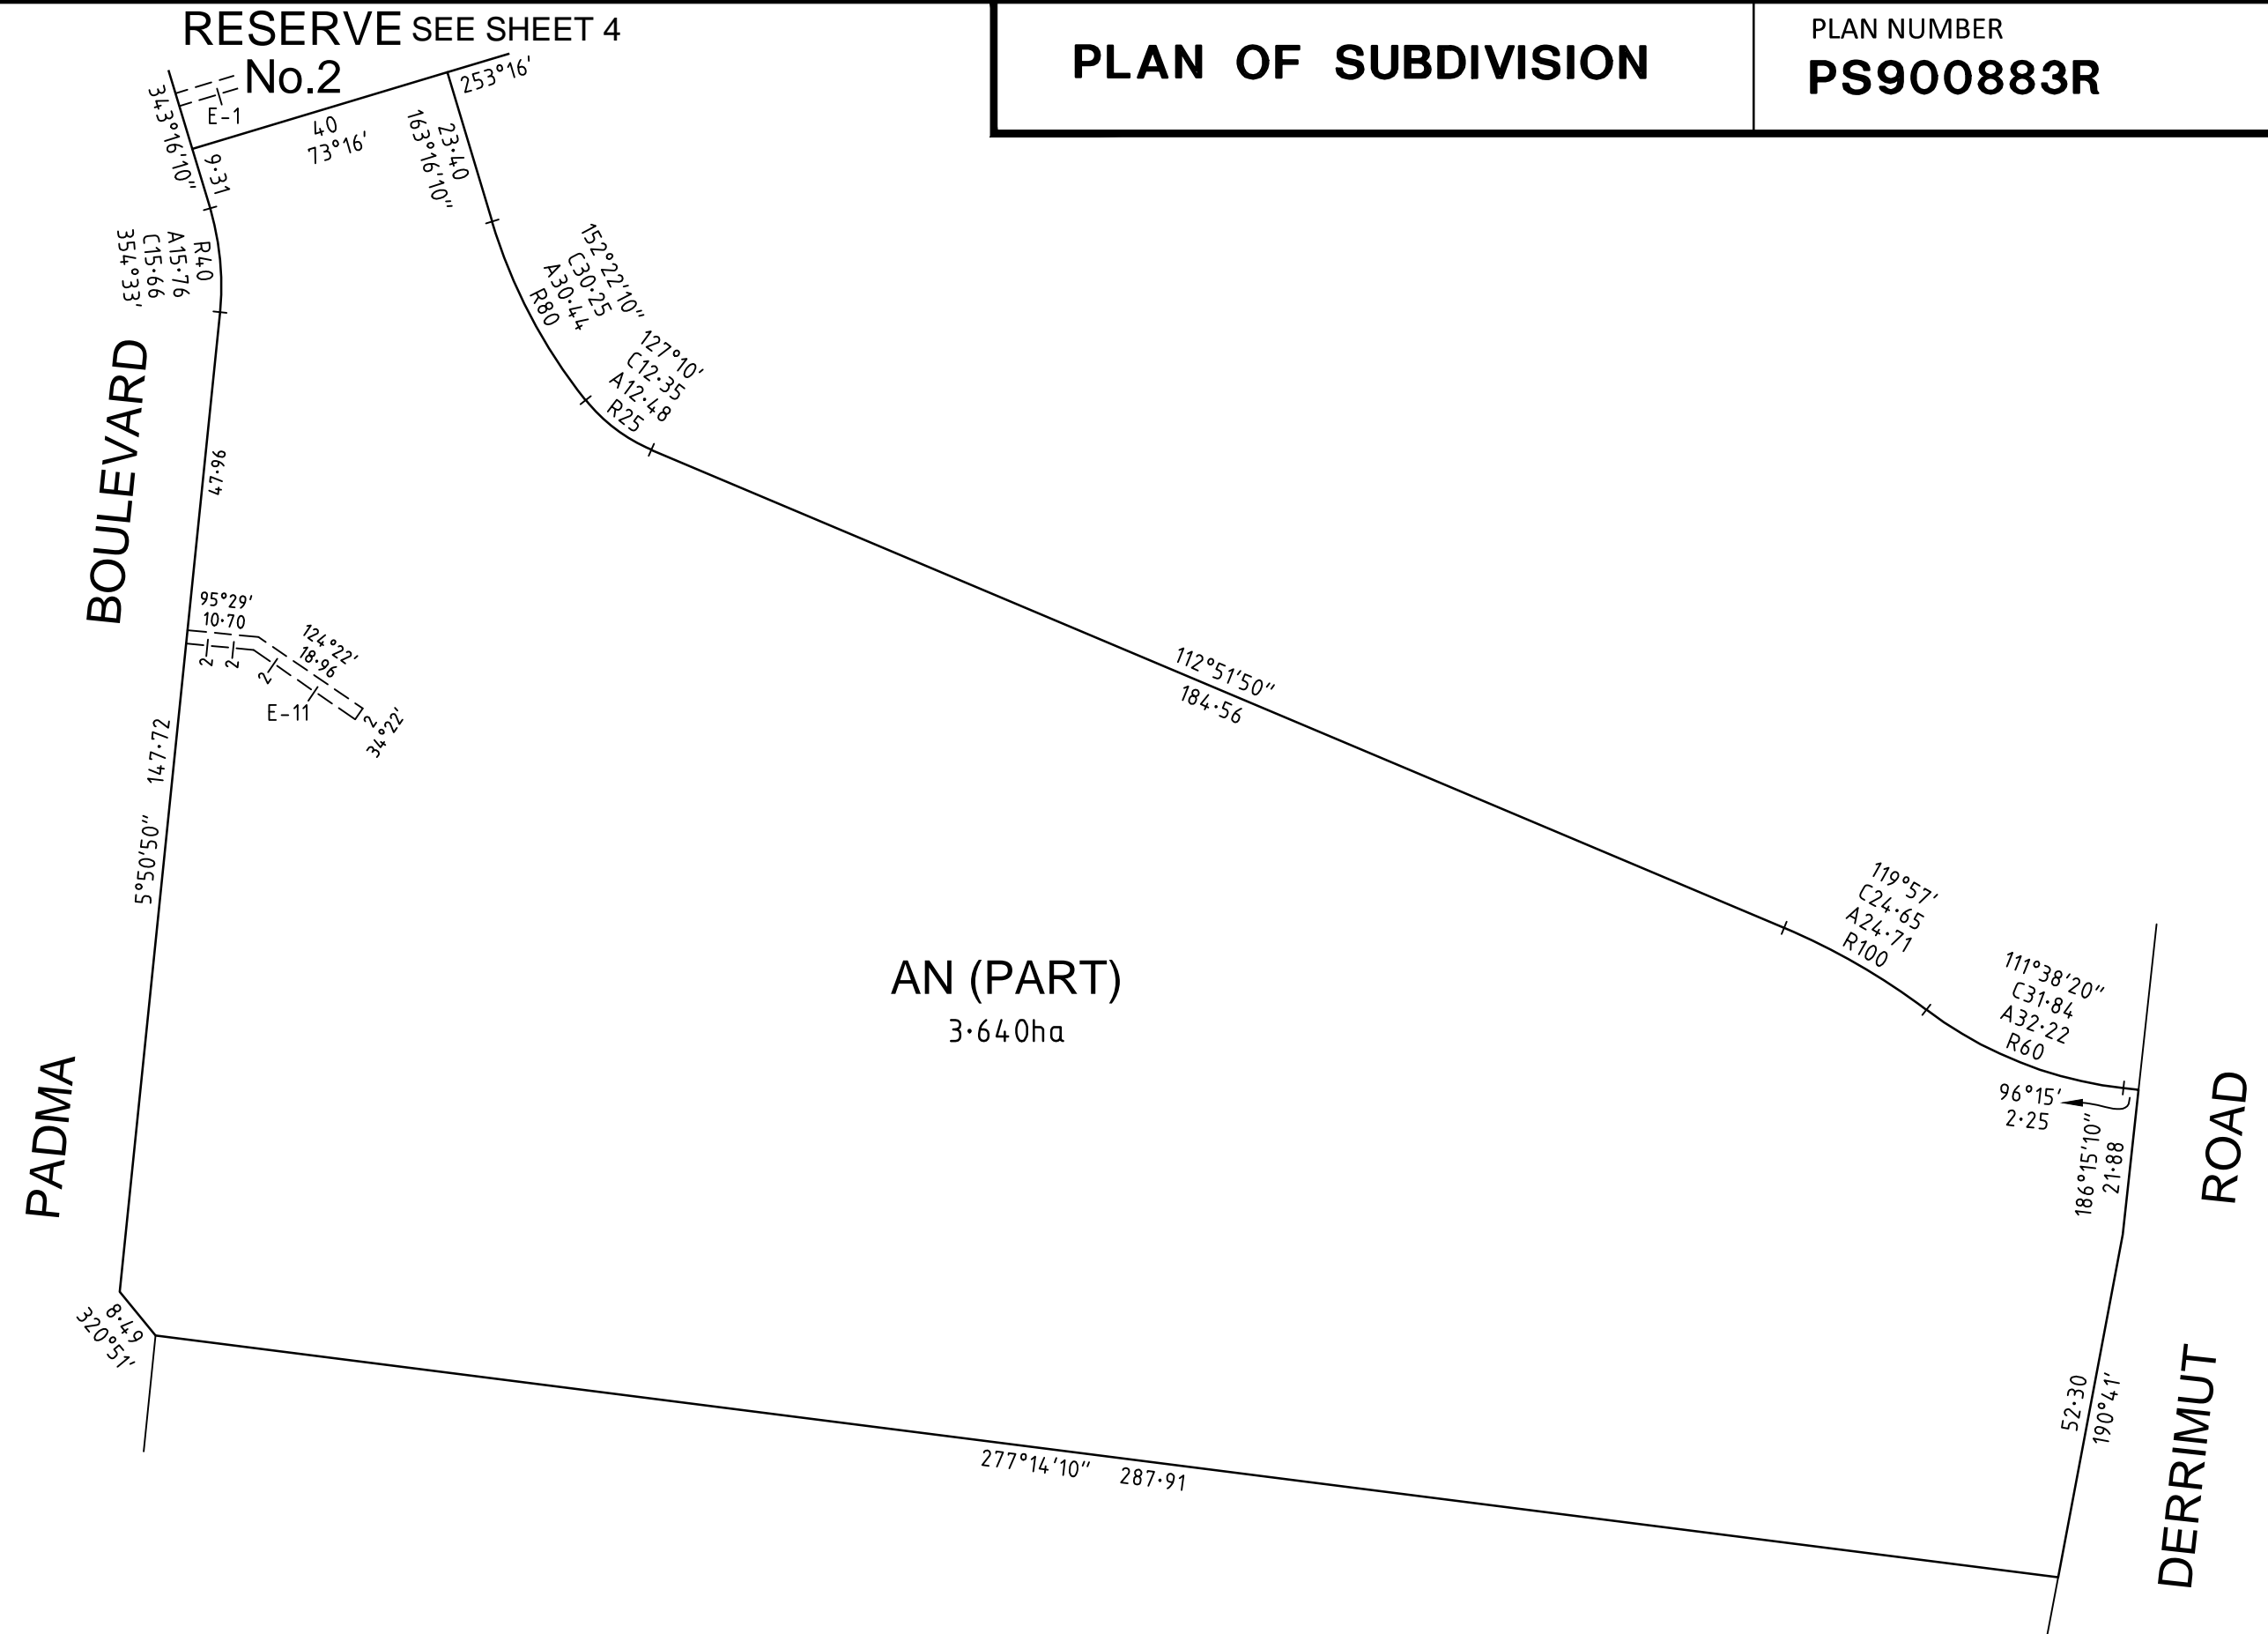 RESERVE SEE SHEET 4
No.2
PLAN OF SUBDIVISION
PLAN NUMBER
PS900883R
253°16'
343°16'10"
E-1
40
73°16'
9·31
23·40
163°16'10"
R40
A15·76
C15·66
354°33'
152°22'10"
C30·25
A30·44
R80
127°10'
C12·35
A12·48
R25
BOULEVARD
47·96
95°29'
10·70
2
2
124°22'
18·96
2
E-11
2
34°22'
112°51'50"
184·56
147·72
5°50'50"
119°57'
C24·65
A24·71
R100
AN (PART)
3·640ha
111°38'20"
C31·84
A32·22
R60
96°15'
2·25
186°15'10"
21·88
PADMA
ROAD
8·49
320°51'
52·30
190°41'
DERRIMUT
277°14'10" 287·91